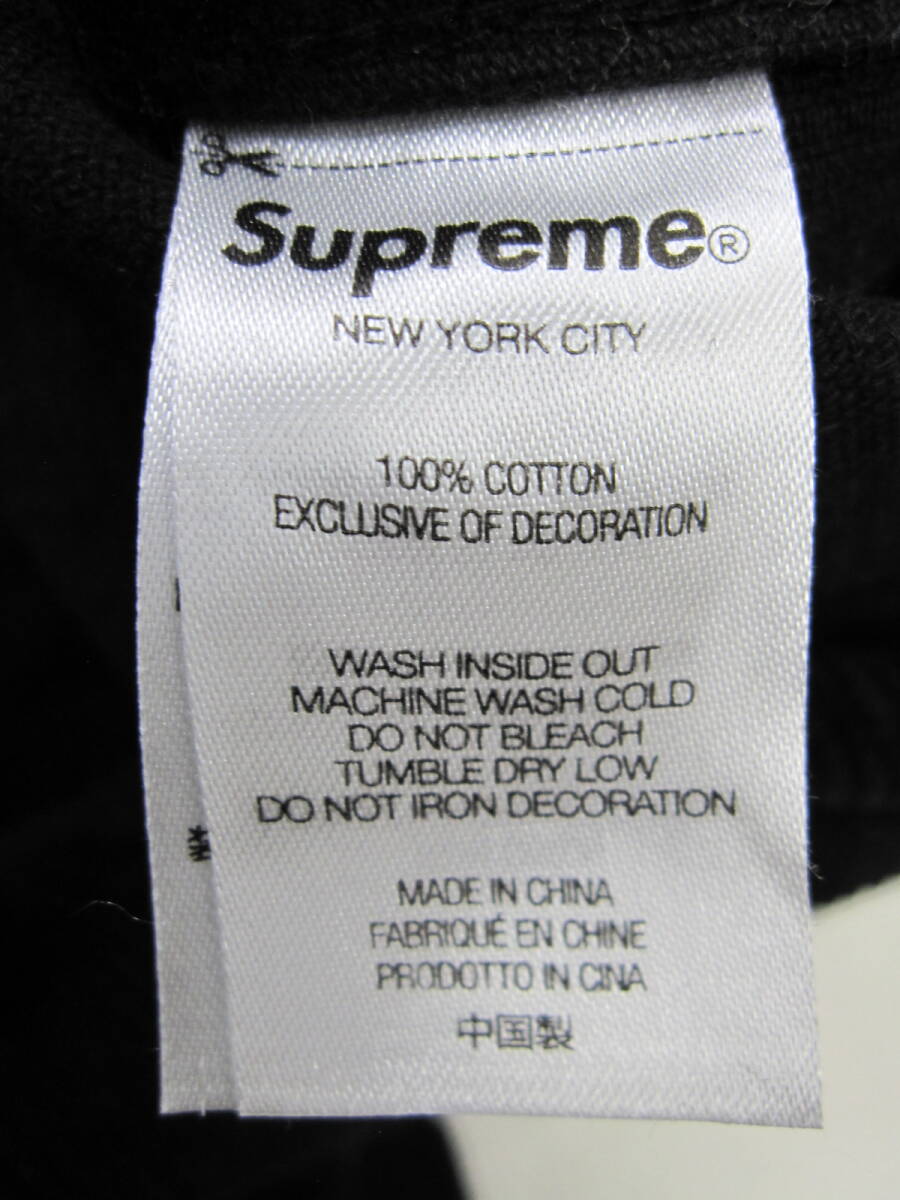 Supreme®
NEW YORK CITY
100% COTTON
EXCLUSIVE OF DECORATION
WASH INSIDE OUT
MACHINE WASH COLD
DO NOT BLEACH
TUMBLE DRY LOW
DO NOT IRON DECORATION
MADE IN CHINA
FABRIQUÉ EN CHINE
PRODOTTO IN CINA
中国製